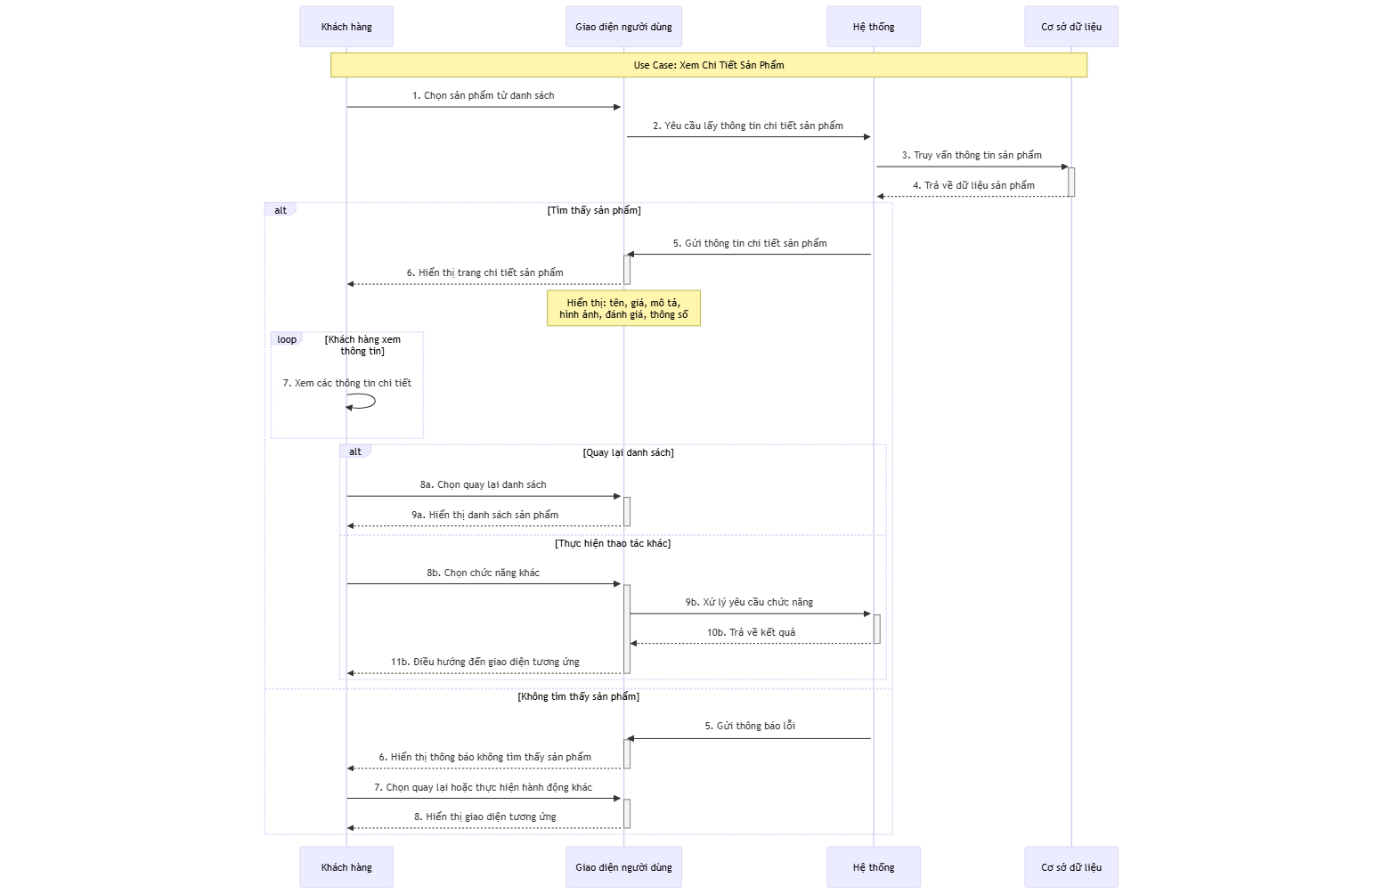 Khách hàng
Giao diện người dùng
Hệ thống
Cơ sở dữ liệu
Use Case: Xem Chi Tiết Sản Phẩm
1. Chọn sản phẩm từ danh sách
2. Yêu cầu lấy thông tin chi tiết sản phẩm
3. Truy vấn thông tin sản phẩm
4. Trả về dữ liệu sản phẩm
alt
[Tìm thấy sản phẩm]
5. Gửi thông tin chi tiết sản phẩm
6. Hiển thị trang chi tiết sản phẩm
Hiển thị: tên, giá, mô tả,
hình ảnh, đánh giá, thông số
loop
[Khách hàng xem
thông tin]
7. Xem các thông tin chi tiết
alt
[Quay lại danh sách]
8a. Chọn quay lại danh sách
9a. Hiển thị danh sách sản phẩm
[Thực hiện thao tác khác]
8b. Chọn chức năng khác
9b. Xử lý yêu cầu chức năng
10b. Trả về kết quả
11b. Điều hướng đến giao diện tương ứng
[Không tìm thấy sản phẩm]
5. Gửi thông báo lỗi
6. Hiển thị thông báo không tìm thấy sản phẩm
7. Chọn quay lại hoặc thực hiện hành động khác
8. Hiển thị giao diện tương ứng
Khách hàng
Giao diện người dùng
Hệ thống
Cơ sở dữ liệu